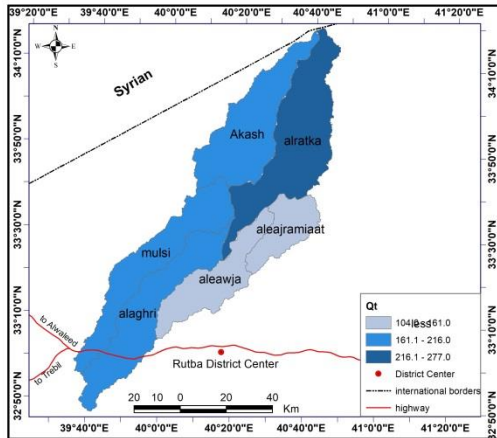 39°20'0"E 39°40'0"E 40°0'0"E 40°20'0"E 40°40'0"E 41°0'0"E 41°20'0"E
34°10'0"N
33°50'0"N
33°30'0"N
33°10'0"N
32°50'0"N
34°10'0"N
33°50'0"N
33°30'0"N
33°10'0"N
32°50'0"N
N
W E
S
Syrian
Akash
alratka
aleajramiaat
mulsi
aleawja
alaghri
to Alwaleed
to Trebil
Rutba District Center
Qt
less
161.0
161.1 - 216.0
216.1 - 277.0
District Center
international borders
highway
20 10 0 20 40
Km
39°40'0"E 40°0'0"E 40°20'0"E 40°40'0"E 41°0'0"E